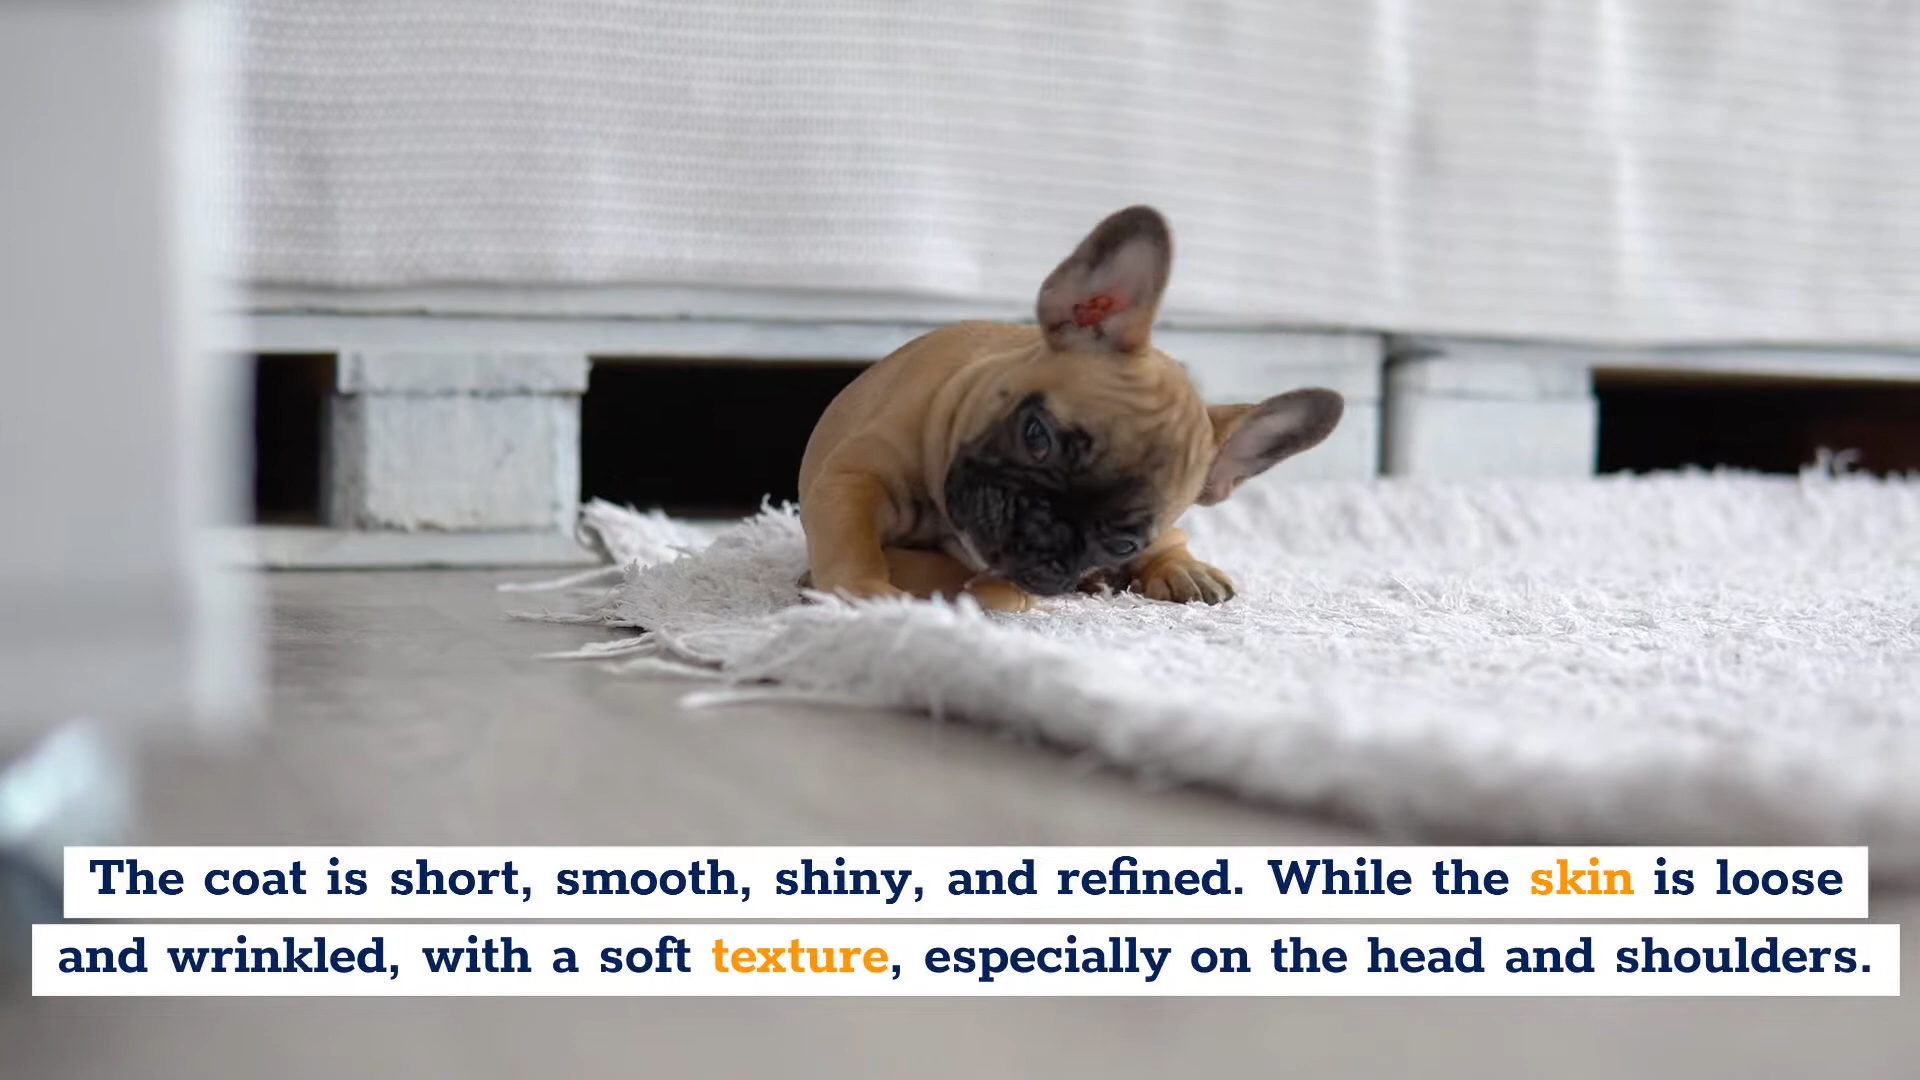 The coat is short, smooth, shiny, and refined. While the skin is loose
and wrinkled, with a soft texture, especially on the head and shoulders.